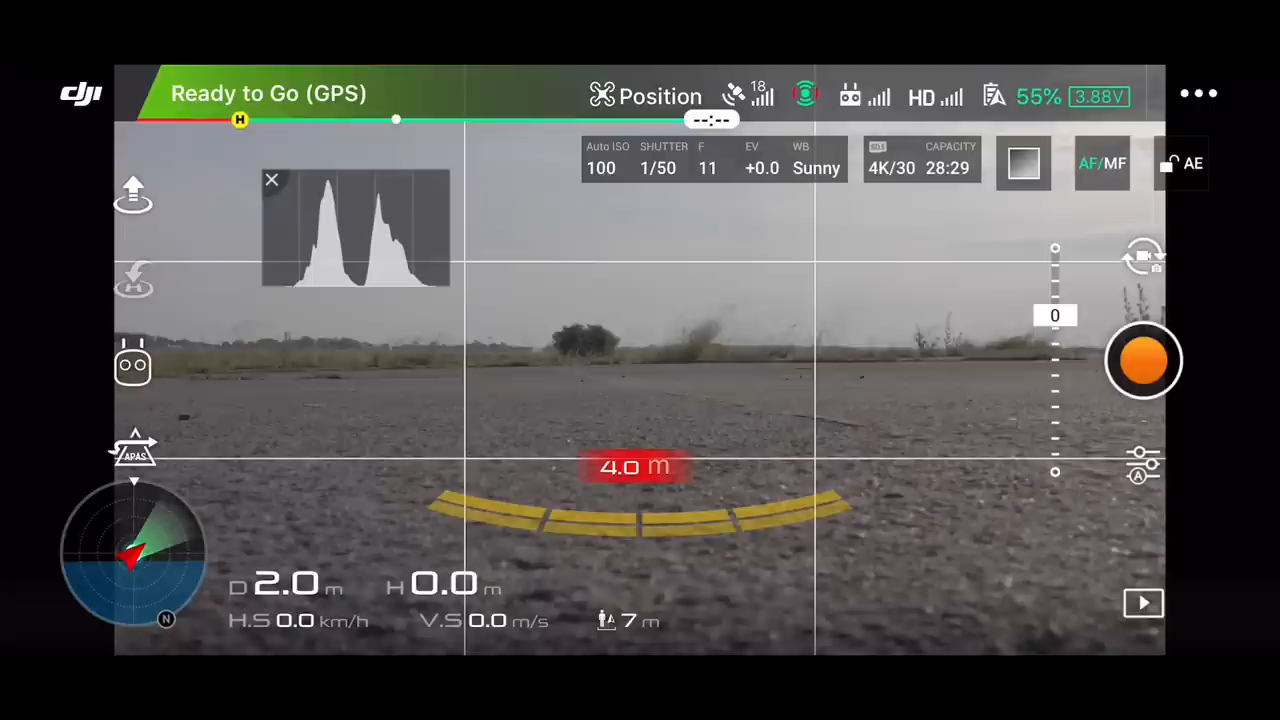 dji
Ready to Go (GPS)
Position
18
HD
55%
3.88V
H
--:--
Auto ISO
100
SHUTTER
1/50
F
11
EV
+0.0
WB
Sunny
CAPACITY
4K/30
28:29
AF/MF
AE
H
0
APAS
A
4.0 m
D 2.0 m
H 0.0 m
H.S 0.0 km/h
V.S 0.0 m/s
7 m
N